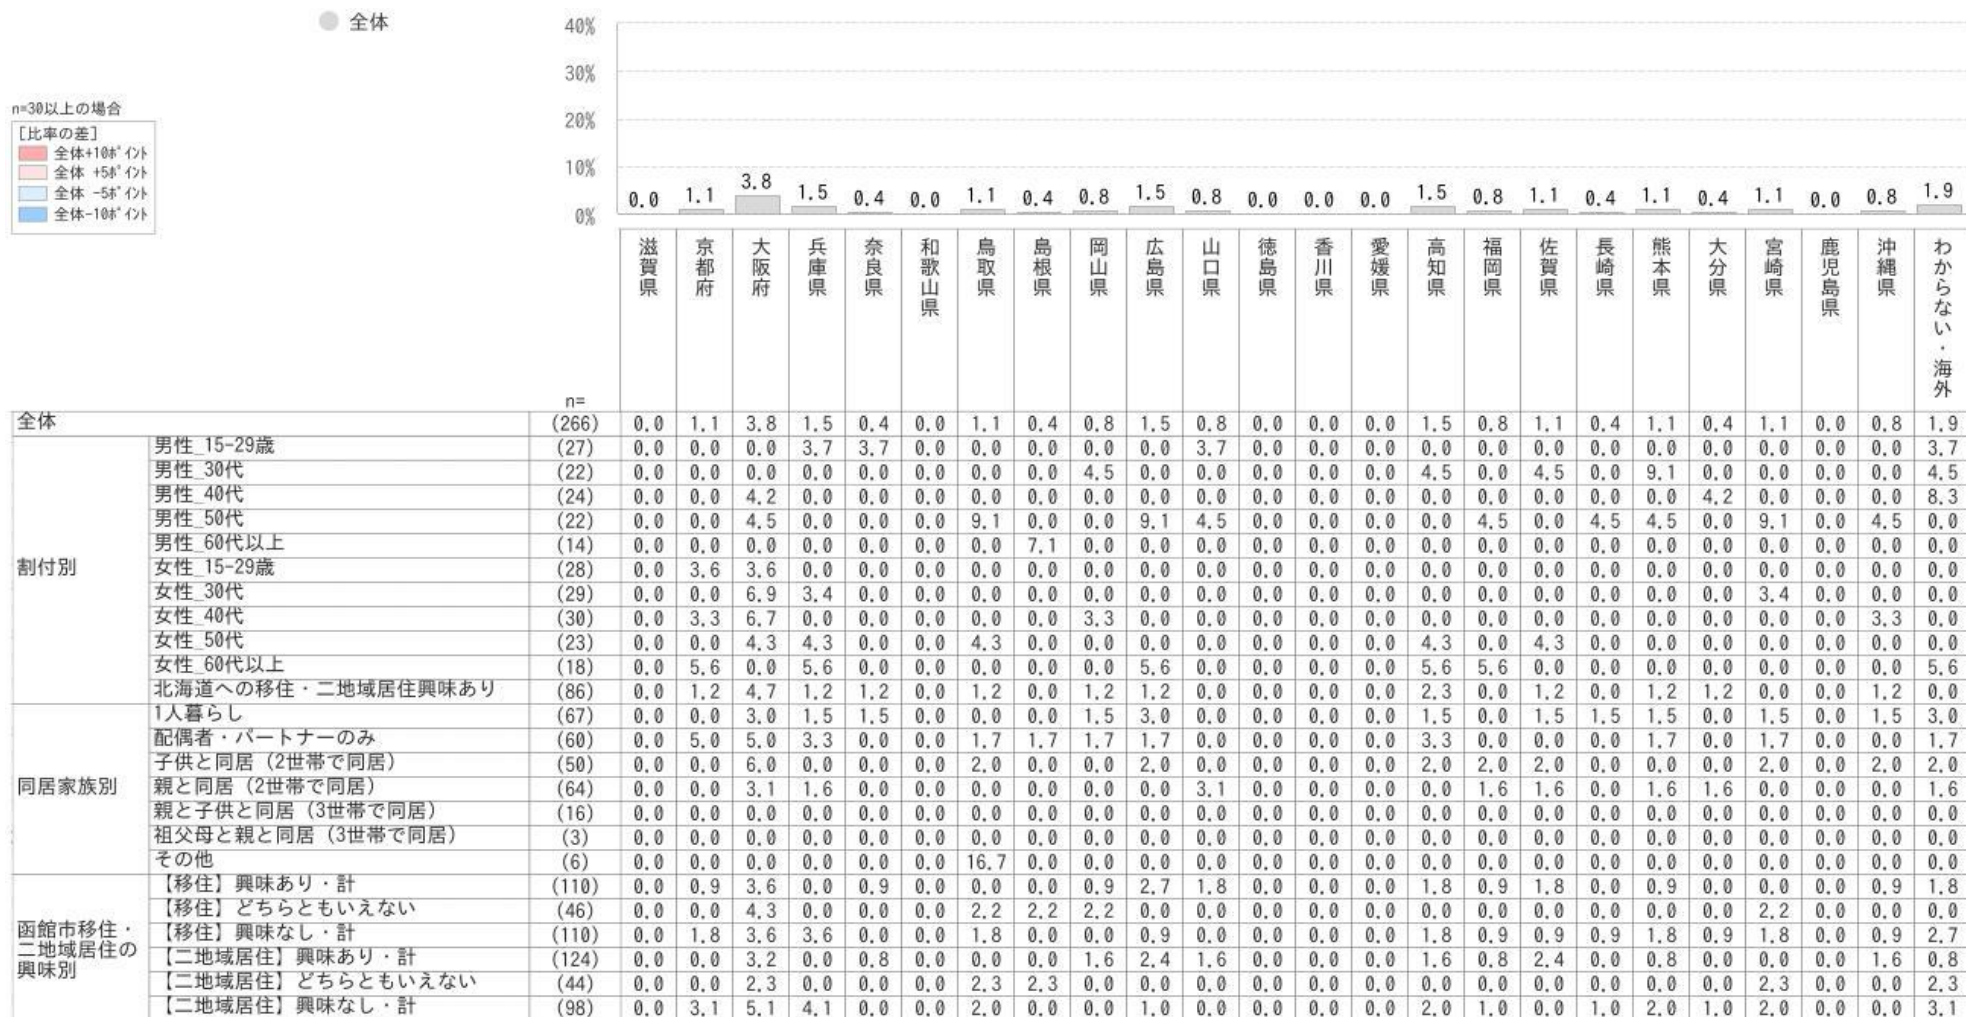 全体
40%
30%
20%
10%
0%
n=30以上の場合
[比率の差]
全体+10ﾎﾟｲﾝﾄ
全体 +5ﾎﾟｲﾝﾄ
全体 -5ﾎﾟｲﾝﾄ
全体-10ﾎﾟｲﾝﾄ
0.0 1.1 3.8 1.5 0.4 0.0 1.1 0.4 0.8 1.5 0.8 0.0 0.0 0.0 1.5 0.8 1.1 0.4 1.1 0.4 1.1 0.0 0.8 1.9
滋賀県 京都府 大阪府 兵庫県 奈良県 和歌山県 鳥取県 島根県 岡山県 広島県 山口県 徳島県 香川県 愛媛県 高知県 福岡県 佐賀県 長崎県 熊本県 大分県 宮崎県 鹿児島県 沖縄県 わからない・海外
n=
全体 (266) 0.0 1.1 3.8 1.5 0.4 0.0 1.1 0.4 0.8 1.5 0.8 0.0 0.0 0.0 1.5 0.8 1.1 0.4 1.1 0.4 1.1 0.0 0.8 1.9
割付別
男性_15-29歳 (27) 0.0 0.0 0.0 3.7 3.7 0.0 0.0 0.0 0.0 0.0 3.7 0.0 0.0 0.0 0.0 0.0 0.0 0.0 0.0 0.0 0.0 0.0 0.0 3.7
男性_30代 (22) 0.0 0.0 0.0 0.0 0.0 0.0 0.0 0.0 4.5 0.0 0.0 0.0 0.0 0.0 4.5 0.0 4.5 0.0 9.1 0.0 0.0 0.0 0.0 4.5
男性_40代 (24) 0.0 0.0 4.2 0.0 0.0 0.0 0.0 0.0 0.0 0.0 0.0 0.0 0.0 0.0 0.0 0.0 0.0 0.0 0.0 4.2 0.0 0.0 0.0 8.3
男性_50代 (22) 0.0 0.0 4.5 0.0 0.0 0.0 9.1 0.0 0.0 9.1 4.5 0.0 0.0 0.0 0.0 4.5 0.0 4.5 4.5 0.0 9.1 0.0 4.5 0.0
男性_60代以上 (14) 0.0 0.0 0.0 0.0 0.0 0.0 0.0 7.1 0.0 0.0 0.0 0.0 0.0 0.0 0.0 0.0 0.0 0.0 0.0 0.0 0.0 0.0 0.0 0.0
女性_15-29歳 (28) 0.0 3.6 3.6 0.0 0.0 0.0 0.0 0.0 0.0 0.0 0.0 0.0 0.0 0.0 0.0 0.0 0.0 0.0 0.0 0.0 0.0 0.0 0.0 0.0
女性_30代 (29) 0.0 0.0 6.9 3.4 0.0 0.0 0.0 0.0 0.0 0.0 0.0 0.0 0.0 0.0 0.0 0.0 0.0 0.0 0.0 0.0 3.4 0.0 0.0 0.0
女性_40代 (30) 0.0 3.3 6.7 0.0 0.0 0.0 0.0 0.0 3.3 0.0 0.0 0.0 0.0 0.0 0.0 0.0 0.0 0.0 0.0 0.0 0.0 0.0 3.3 0.0
女性_50代 (23) 0.0 0.0 4.3 4.3 0.0 0.0 4.3 0.0 0.0 0.0 0.0 0.0 0.0 0.0 4.3 0.0 4.3 0.0 0.0 0.0 0.0 0.0 0.0 0.0
女性_60代以上 (18) 0.0 5.6 0.0 5.6 0.0 0.0 0.0 0.0 0.0 5.6 0.0 0.0 0.0 0.0 5.6 5.6 0.0 0.0 0.0 0.0 0.0 0.0 0.0 5.6
北海道への移住・二地域居住興味あり (86) 0.0 1.2 4.7 1.2 1.2 0.0 1.2 0.0 1.2 1.2 0.0 0.0 0.0 0.0 2.3 0.0 1.2 0.0 1.2 1.2 0.0 0.0 1.2 0.0
同居家族別
1人暮らし (67) 0.0 0.0 3.0 1.5 1.5 0.0 0.0 0.0 1.5 3.0 0.0 0.0 0.0 0.0 1.5 0.0 1.5 1.5 1.5 0.0 1.5 0.0 1.5 3.0
配偶者・パートナーのみ (60) 0.0 5.0 5.0 3.3 0.0 0.0 1.7 1.7 1.7 1.7 0.0 0.0 0.0 0.0 3.3 0.0 0.0 0.0 1.7 0.0 1.7 0.0 0.0 1.7
子供と同居（2世帯で同居） (50) 0.0 0.0 6.0 0.0 0.0 0.0 2.0 0.0 0.0 2.0 0.0 0.0 0.0 0.0 2.0 2.0 2.0 0.0 0.0 0.0 2.0 0.0 2.0 2.0
親と同居（2世帯で同居） (64) 0.0 0.0 3.1 1.6 0.0 0.0 0.0 0.0 0.0 0.0 3.1 0.0 0.0 0.0 0.0 1.6 1.6 0.0 1.6 1.6 0.0 0.0 0.0 1.6
親と子供と同居（3世帯で同居） (16) 0.0 0.0 0.0 0.0 0.0 0.0 0.0 0.0 0.0 0.0 0.0 0.0 0.0 0.0 0.0 0.0 0.0 0.0 0.0 0.0 0.0 0.0 0.0 0.0
祖父母と親と同居（3世帯で同居） (3) 0.0 0.0 0.0 0.0 0.0 0.0 0.0 0.0 0.0 0.0 0.0 0.0 0.0 0.0 0.0 0.0 0.0 0.0 0.0 0.0 0.0 0.0 0.0 0.0
その他 (6) 0.0 0.0 0.0 0.0 0.0 0.0 16.7 0.0 0.0 0.0 0.0 0.0 0.0 0.0 0.0 0.0 0.0 0.0 0.0 0.0 0.0 0.0 0.0 0.0
函館市移住・
二地域居住の
興味別
【移住】興味あり・計 (110) 0.0 0.9 3.6 0.0 0.9 0.0 0.0 0.0 0.9 2.7 1.8 0.0 0.0 0.0 1.8 0.9 1.8 0.0 0.9 0.0 0.0 0.0 0.9 1.8
【移住】どちらともいえない (46) 0.0 0.0 4.3 0.0 0.0 0.0 2.2 2.2 2.2 0.0 0.0 0.0 0.0 0.0 0.0 0.0 0.0 0.0 0.0 0.0 2.2 0.0 0.0 0.0
【移住】興味なし・計 (110) 0.0 1.8 3.6 3.6 0.0 0.0 1.8 0.0 0.0 0.9 0.0 0.0 0.0 0.0 1.8 0.9 0.9 0.9 1.8 0.9 1.8 0.0 0.9 2.7
【二地域居住】興味あり・計 (124) 0.0 0.0 3.2 0.0 0.8 0.0 0.0 0.0 1.6 2.4 1.6 0.0 0.0 0.0 1.6 0.8 2.4 0.0 0.8 0.0 0.0 0.0 1.6 0.8
【二地域居住】どちらともいえない (44) 0.0 0.0 2.3 0.0 0.0 0.0 2.3 2.3 0.0 0.0 0.0 0.0 0.0 0.0 0.0 0.0 0.0 0.0 0.0 0.0 2.3 0.0 0.0 2.3
【二地域居住】興味なし・計 (98) 0.0 3.1 5.1 4.1 0.0 0.0 2.0 0.0 0.0 1.0 0.0 0.0 0.0 0.0 2.0 1.0 0.0 1.0 2.0 1.0 2.0 0.0 0.0 3.1